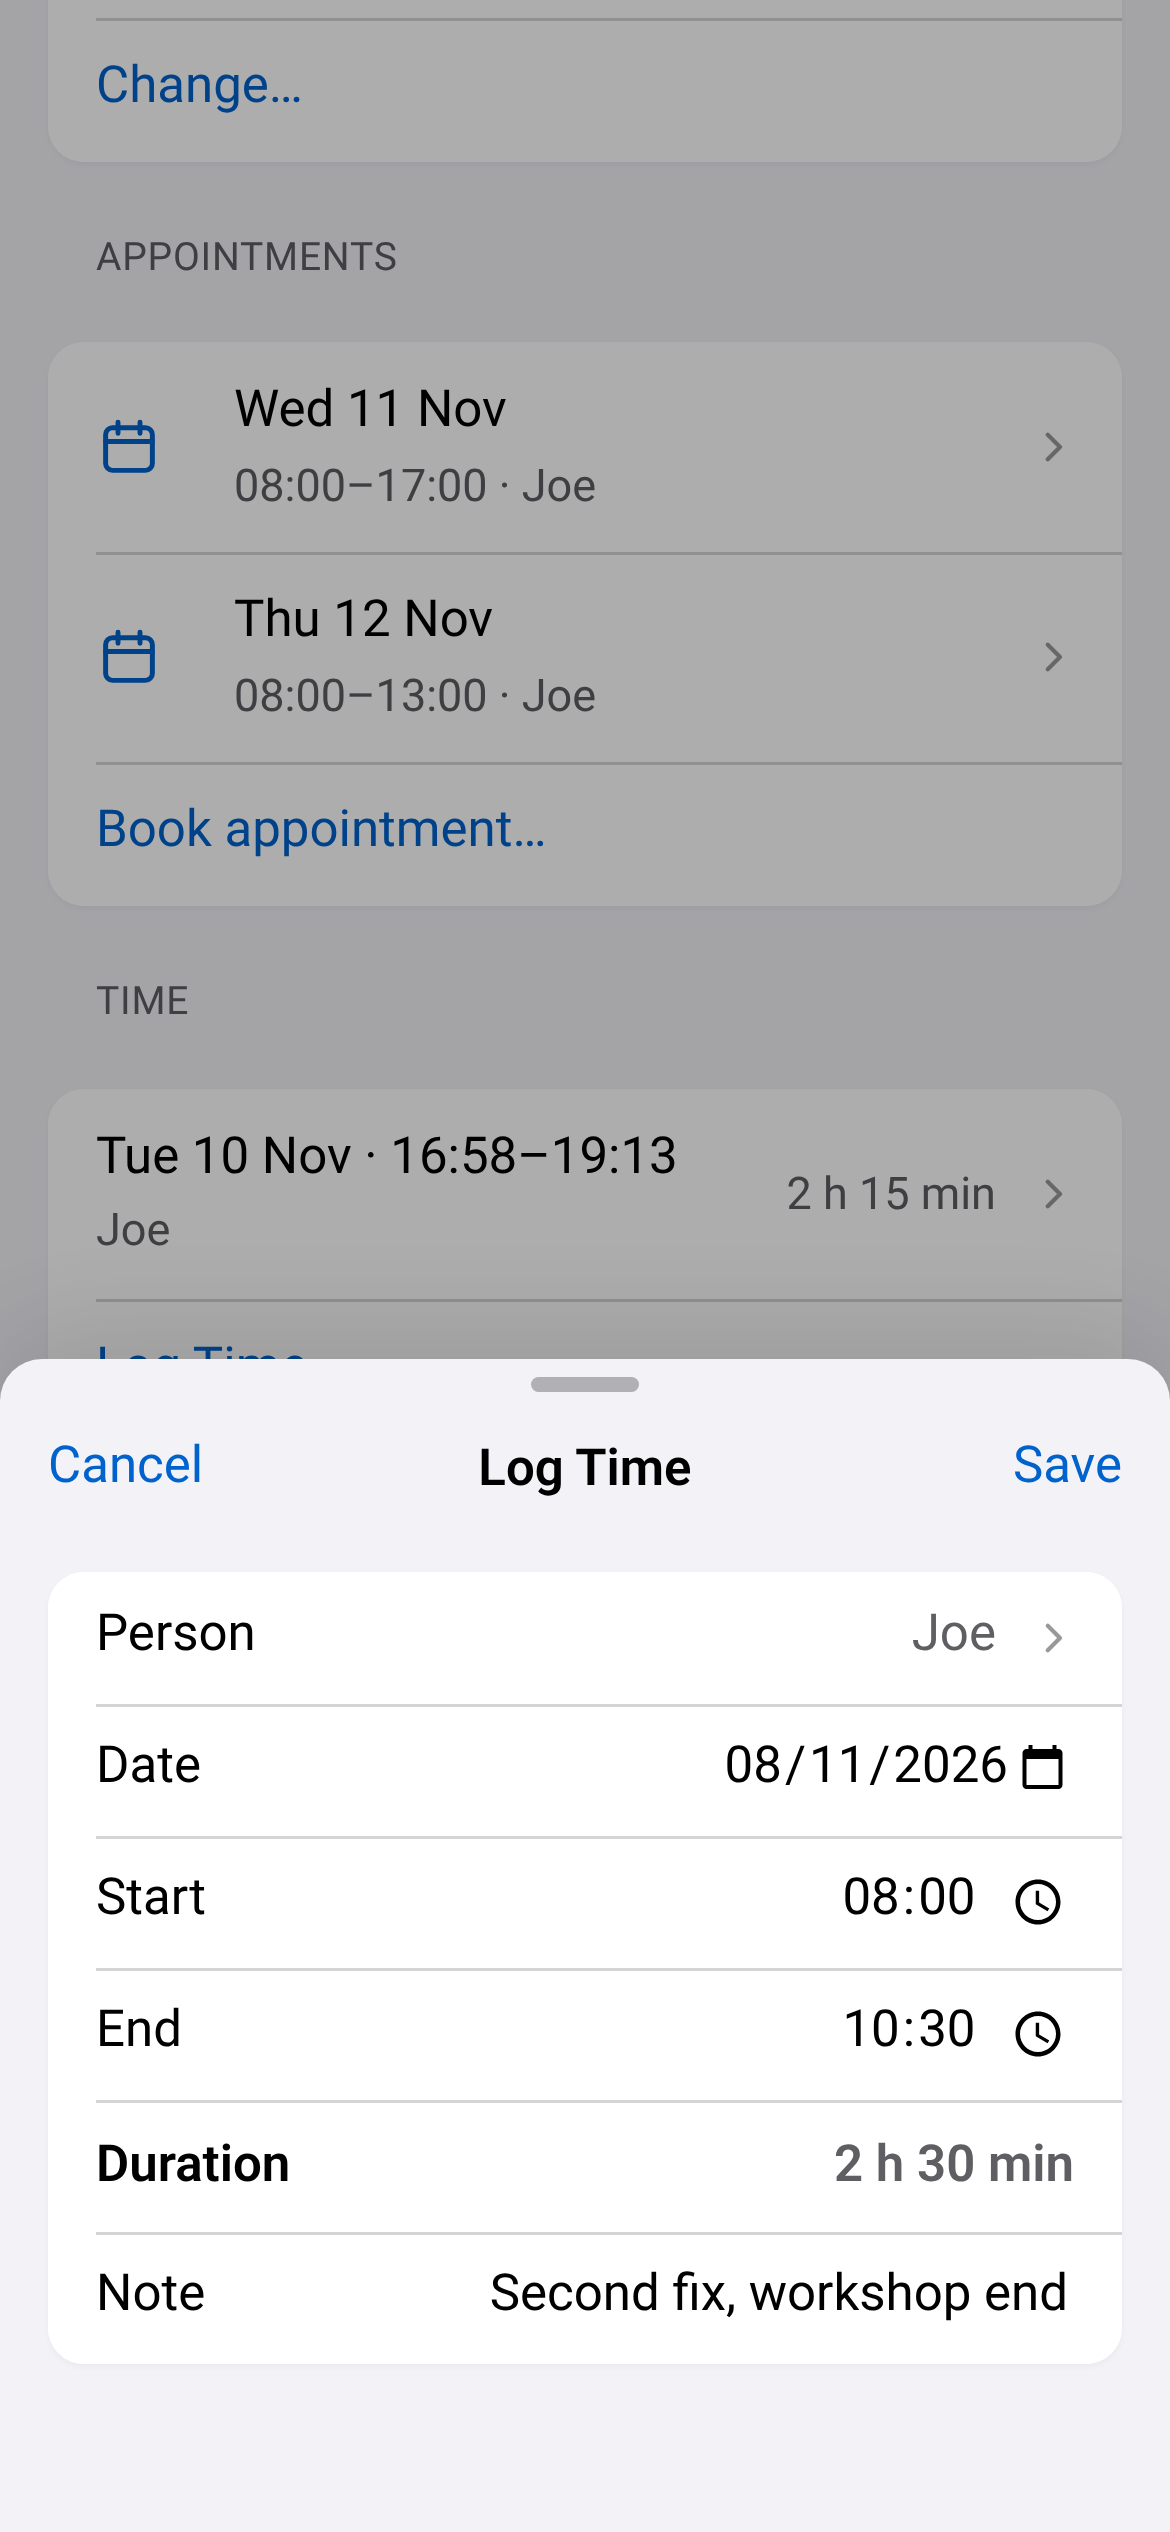 Change…
APPOINTMENTS
Wed 11 Nov
08:00–17:00 · Joe
Thu 12 Nov
08:00–13:00 · Joe
Book appointment…
TIME
Tue 10 Nov · 16:58–19:13
2 h 15 min
Joe
Log Time
Cancel
Log Time
Save
Person
Joe
Date
08/11/2026
Start
08:00
End
10:30
Duration
2 h 30 min
Note
Second fix, workshop end